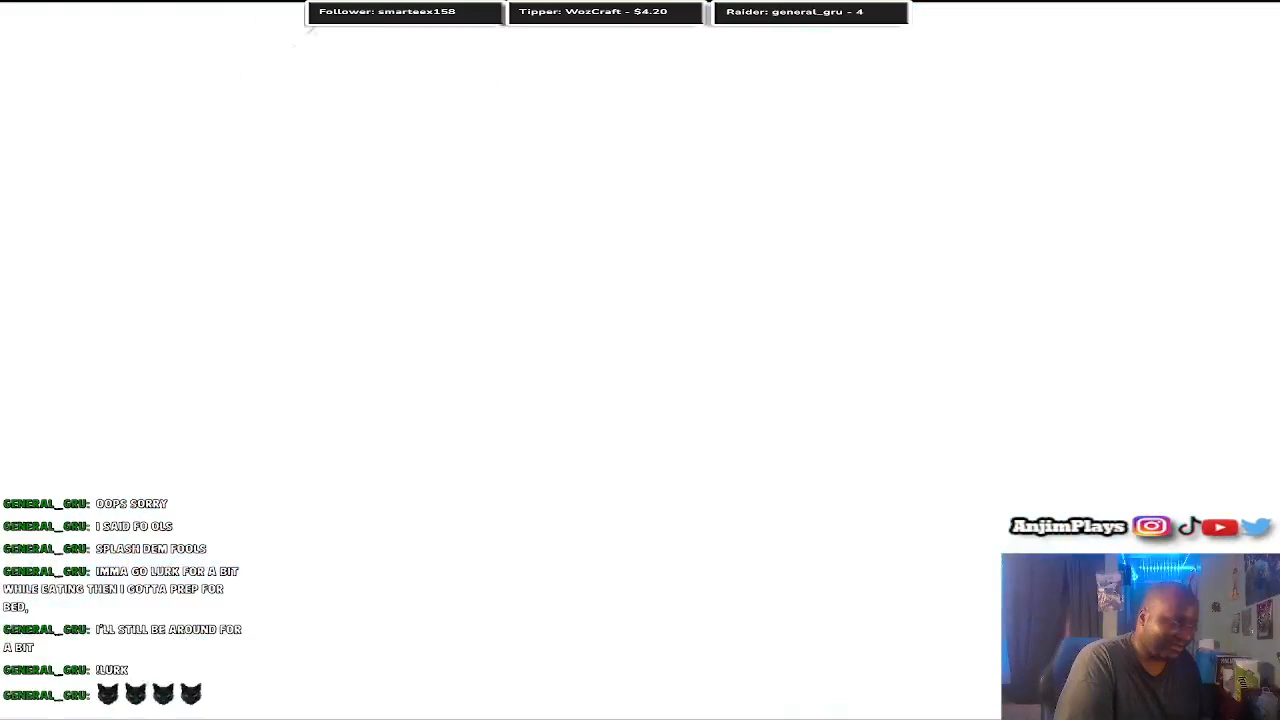 Follower: smarteex158
Tipper: WozCraft - $4.20
Raider: general_gru - 4
GENERAL_GRU: OOPS SORRY
GENERAL_GRU: I SAID FO OLS
GENERAL_GRU: SPLASH DEM FOOLS
GENERAL_GRU: IMMA GO LURK FOR A BIT
WHILE EATING THEN I GOTTA PREP FOR
BED,
GENERAL_GRU: I'LL STILL BE AROUND FOR
A BIT
GENERAL_GRU: !LURK
GENERAL_GRU:
AnjimPlays